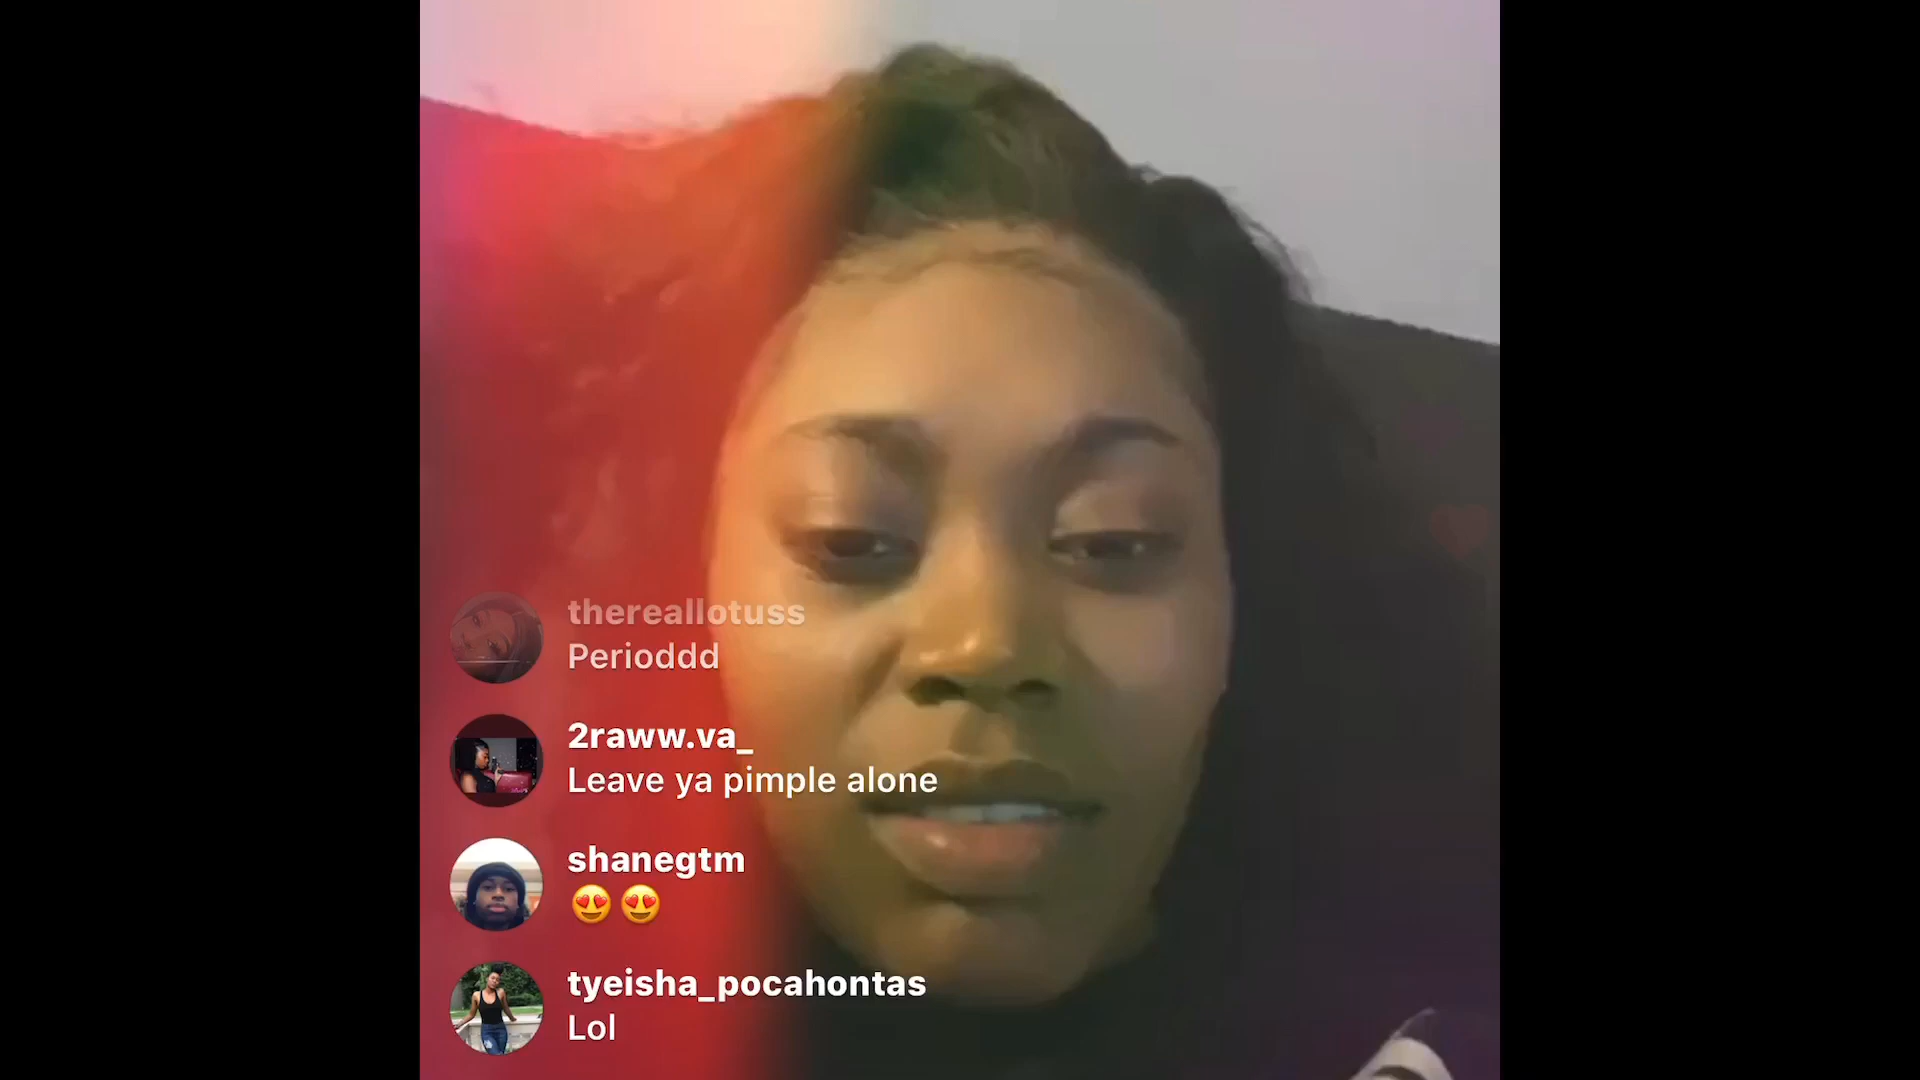 thereallotuss
Perioddd
2raww.va_
Leave ya pimple alone
shanegtm
😍😍
tyeisha_pocahontas
Lol